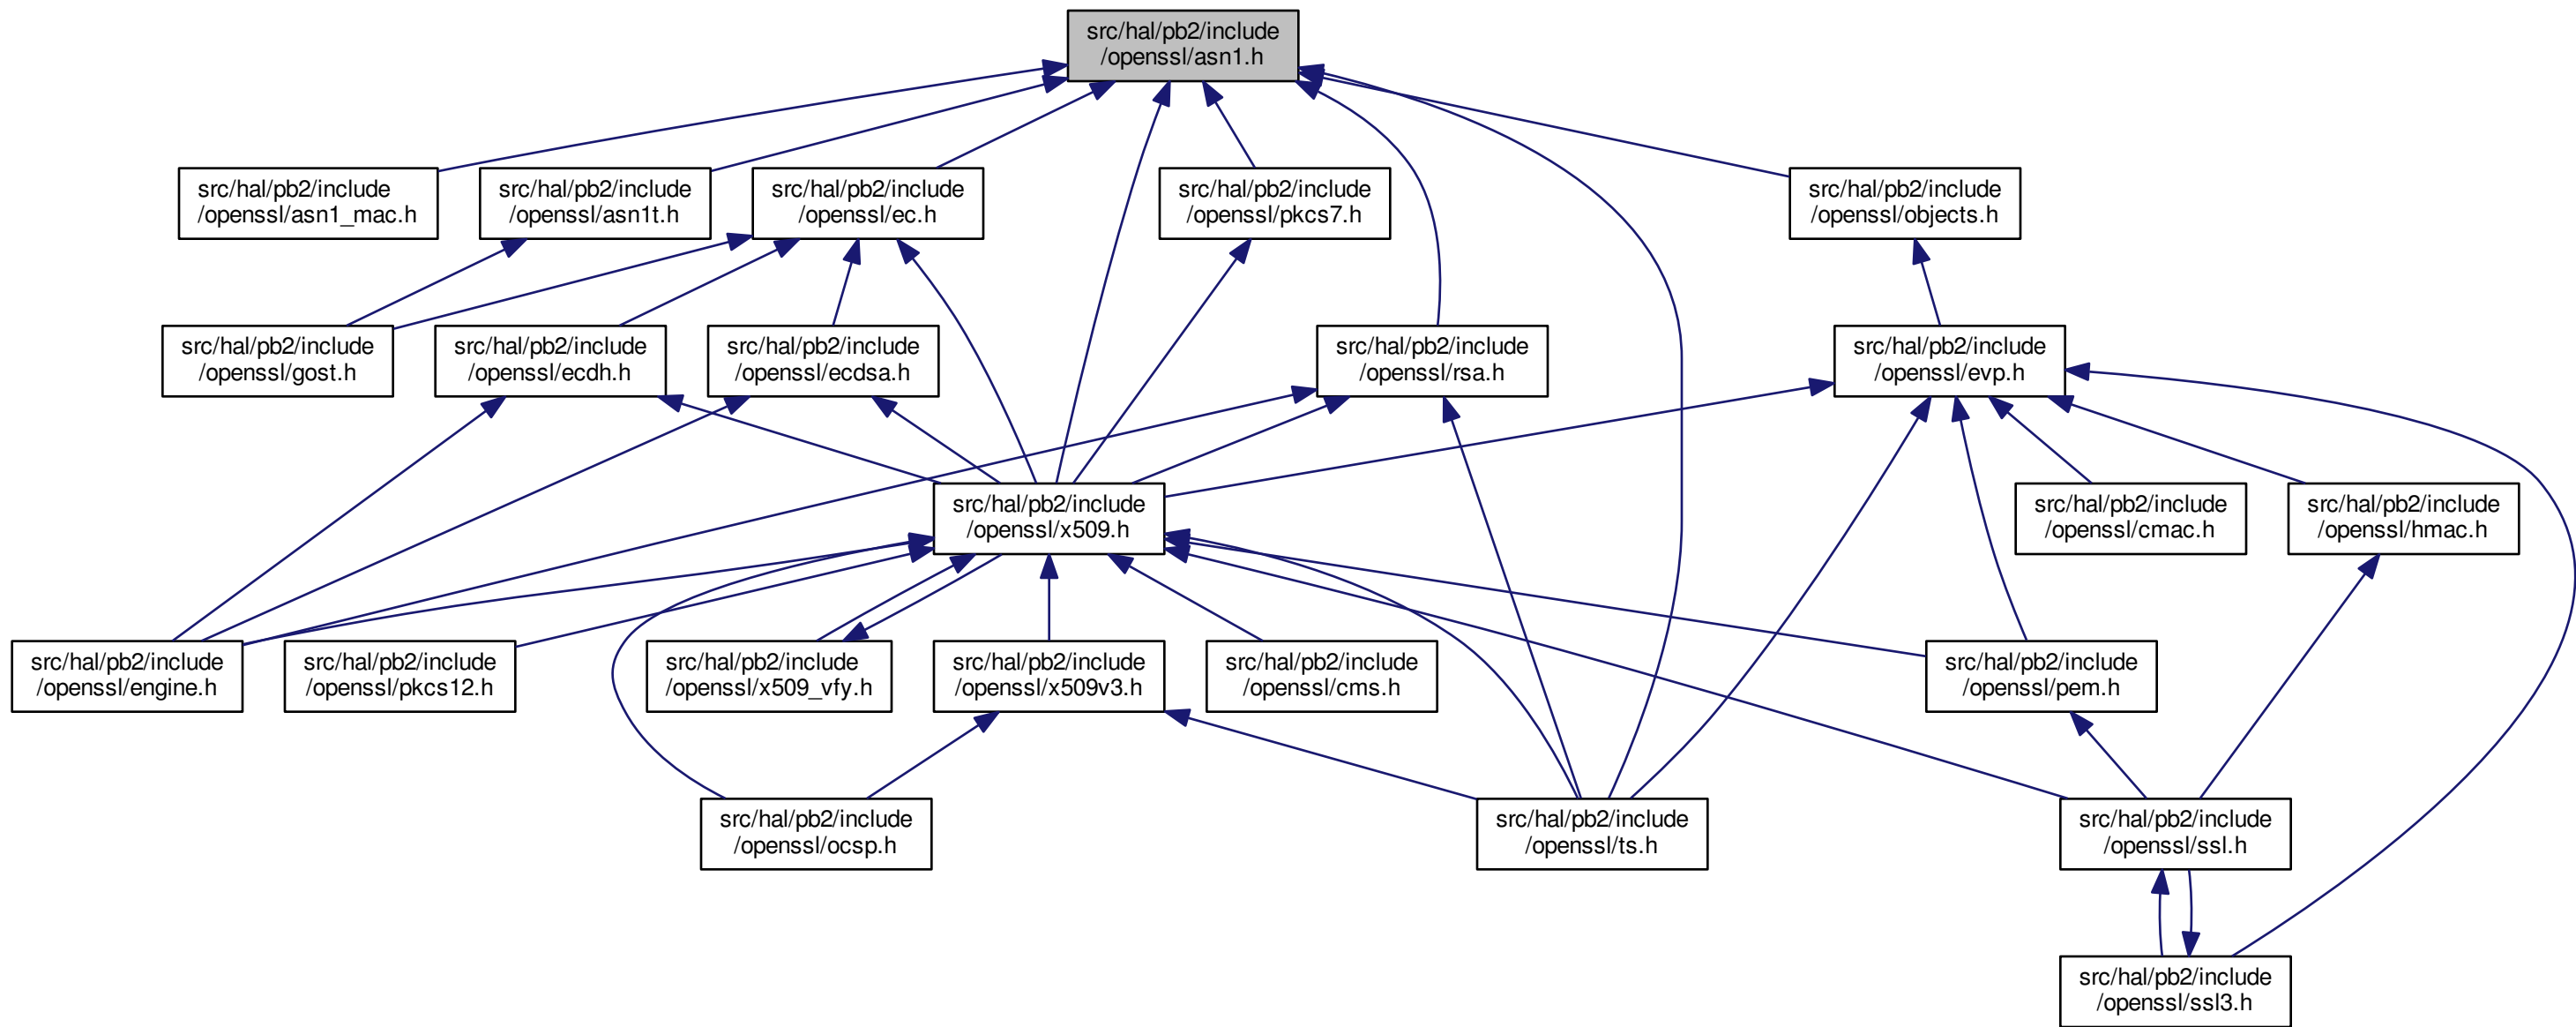 src/hal/pb2/include
/openssl/asn1.h
src/hal/pb2/include
/openssl/asn1_mac.h
src/hal/pb2/include
/openssl/asn1t.h
src/hal/pb2/include
/openssl/ec.h
src/hal/pb2/include
/openssl/pkcs7.h
src/hal/pb2/include
/openssl/objects.h
src/hal/pb2/include
/openssl/gost.h
src/hal/pb2/include
/openssl/ecdh.h
src/hal/pb2/include
/openssl/ecdsa.h
src/hal/pb2/include
/openssl/rsa.h
src/hal/pb2/include
/openssl/evp.h
src/hal/pb2/include
/openssl/x509.h
src/hal/pb2/include
/openssl/cmac.h
src/hal/pb2/include
/openssl/hmac.h
src/hal/pb2/include
/openssl/engine.h
src/hal/pb2/include
/openssl/pkcs12.h
src/hal/pb2/include
/openssl/x509_vfy.h
src/hal/pb2/include
/openssl/x509v3.h
src/hal/pb2/include
/openssl/cms.h
src/hal/pb2/include
/openssl/pem.h
src/hal/pb2/include
/openssl/ocsp.h
src/hal/pb2/include
/openssl/ts.h
src/hal/pb2/include
/openssl/ssl.h
src/hal/pb2/include
/openssl/ssl3.h